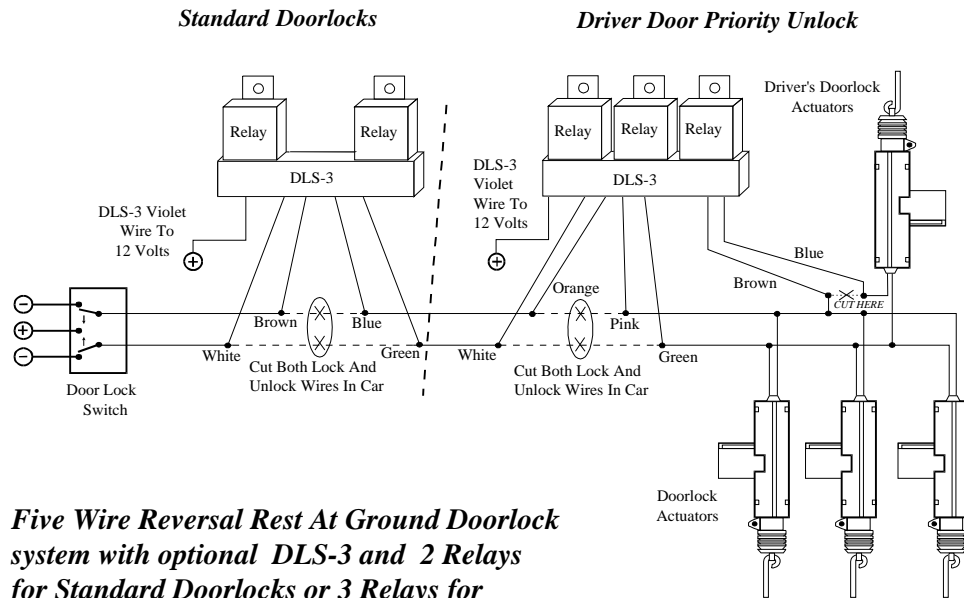 Standard Doorlocks
Driver Door Priority Unlock
Driver's Doorlock
Actuators
Relay
Relay
Relay
Relay
Relay
DLS-3
DLS-3
DLS-3 Violet
Wire To
12 Volts
DLS-3
Violet
Wire To
12 Volts
Blue
Brown
CUT HERE
Orange
Brown
Blue
Pink
White
Green
White
Green
Cut Both Lock And
Unlock Wires In Car
Cut Both Lock And
Unlock Wires In Car
Door Lock
Switch
Doorlock
Actuators
Five Wire Reversal Rest At Ground Doorlock
system with optional DLS-3 and 2 Relays
for Standard Doorlocks or 3 Relays for